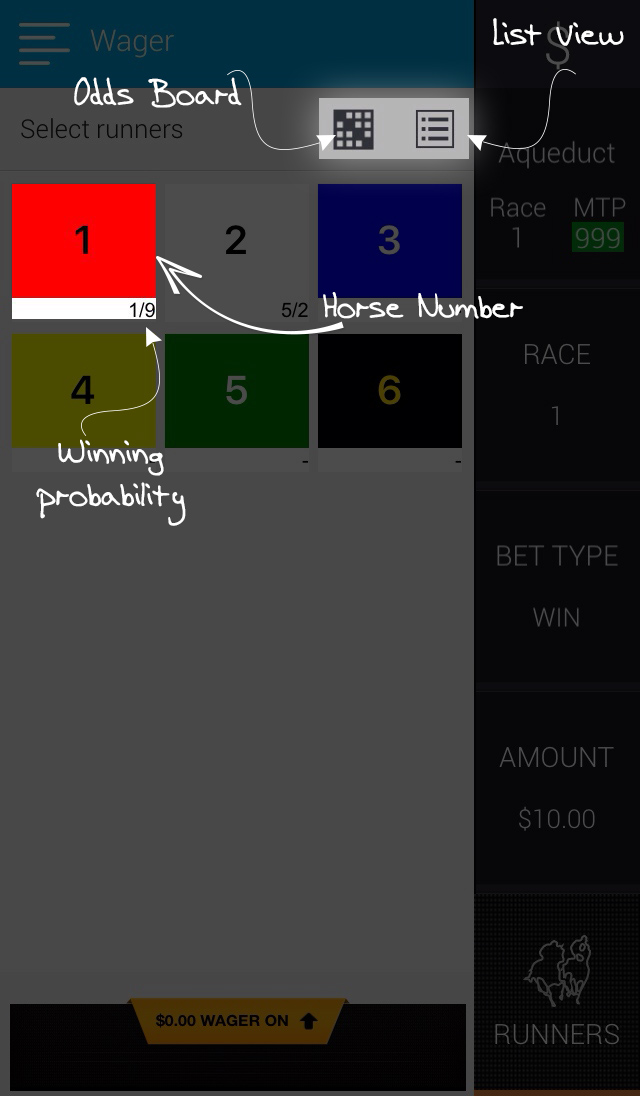 Wager
$
List View
Odds Board
Select runners
Aqueduct
Race MTP
1 999
1 2 3
1/9 5/2
Horse Number
4 5 6
- -
Winning
probability
RACE
1
BET TYPE
WIN
AMOUNT
$10.00
$0.00 WAGER ON
RUNNERS